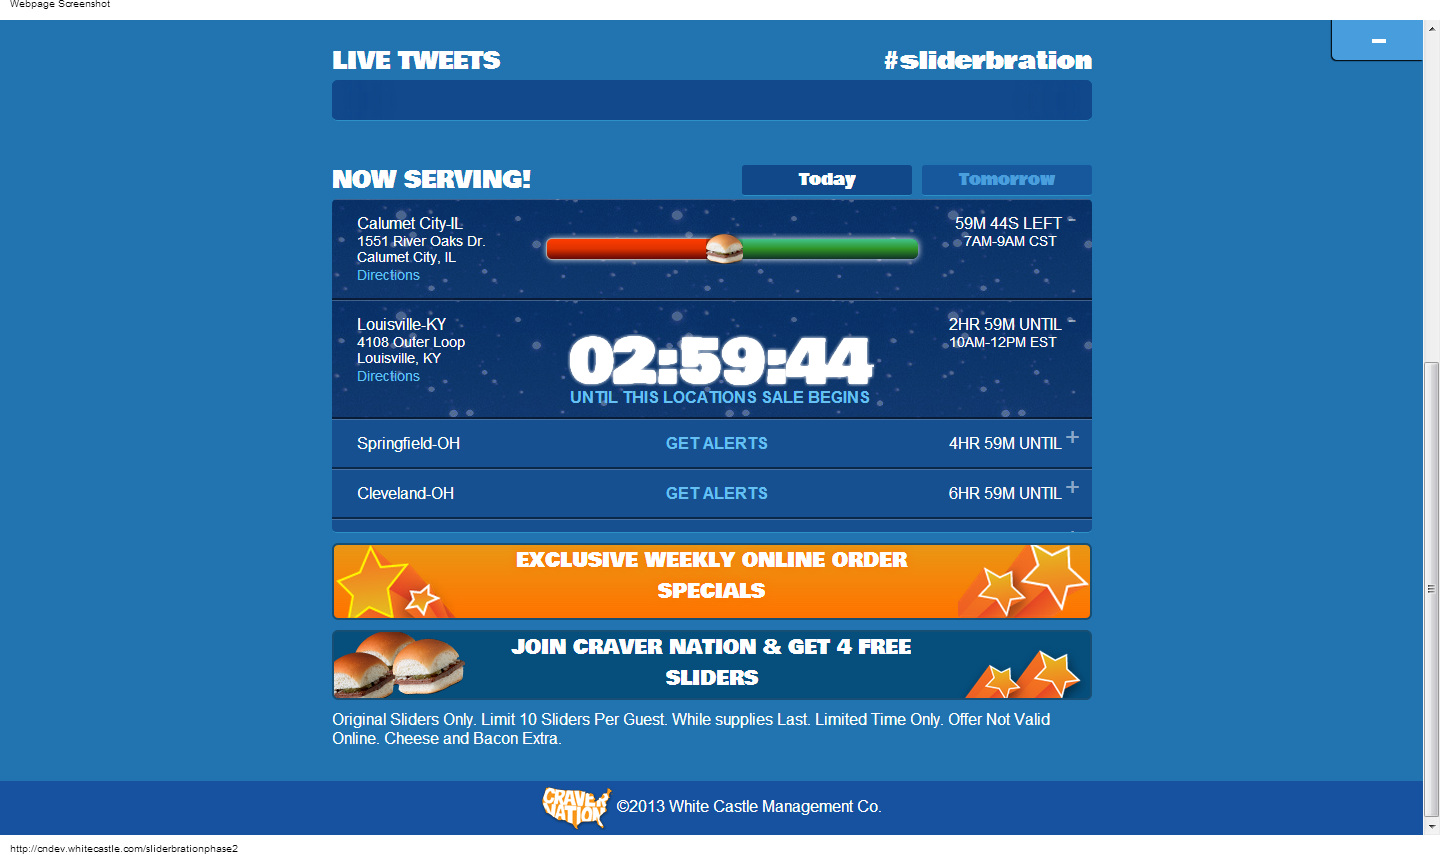 Webpage Screenshot
LIVE TWEETS
#sliderbration
NOW SERVING!
Today
Tomorrow
Calumet City-IL
1551 River Oaks Dr.
Calumet City, IL
Directions
59M 44S LEFT -
7AM-9AM CST
Louisville-KY
4108 Outer Loop
Louisville, KY
Directions
02:59:44
UNTIL THIS LOCATIONS SALE BEGINS
2HR 59M UNTIL -
10AM-12PM EST
Springfield-OH
GET ALERTS
4HR 59M UNTIL +
Cleveland-OH
GET ALERTS
6HR 59M UNTIL +
EXCLUSIVE WEEKLY ONLINE ORDER
SPECIALS
JOIN CRAVER NATION & GET 4 FREE
SLIDERS
Original Sliders Only. Limit 10 Sliders Per Guest. While supplies Last. Limited Time Only. Offer Not Valid
Online. Cheese and Bacon Extra.
CRAVER
NATION
©2013 White Castle Management Co.
http://cndev.whitecastle.com/sliderbrationphase2